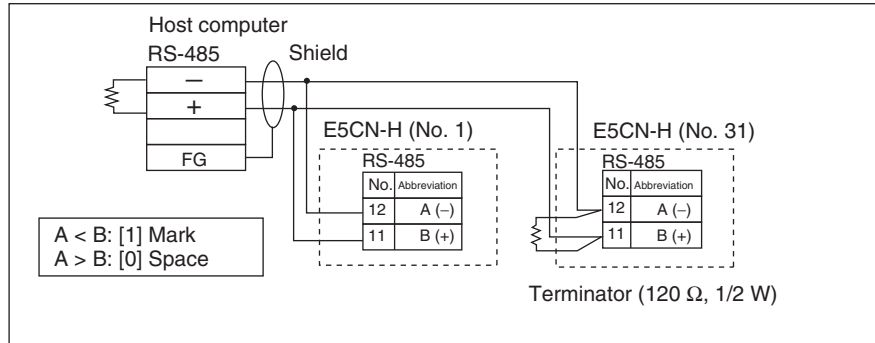 Host computer
RS-485
Shield
−
+
FG
E5CN-H (No. 1)
RS-485
No. Abbreviation
12 A (−)
11 B (+)
E5CN-H (No. 31)
RS-485
No. Abbreviation
12 A (−)
11 B (+)
A < B: [1] Mark
A > B: [0] Space
Terminator (120 Ω, 1/2 W)